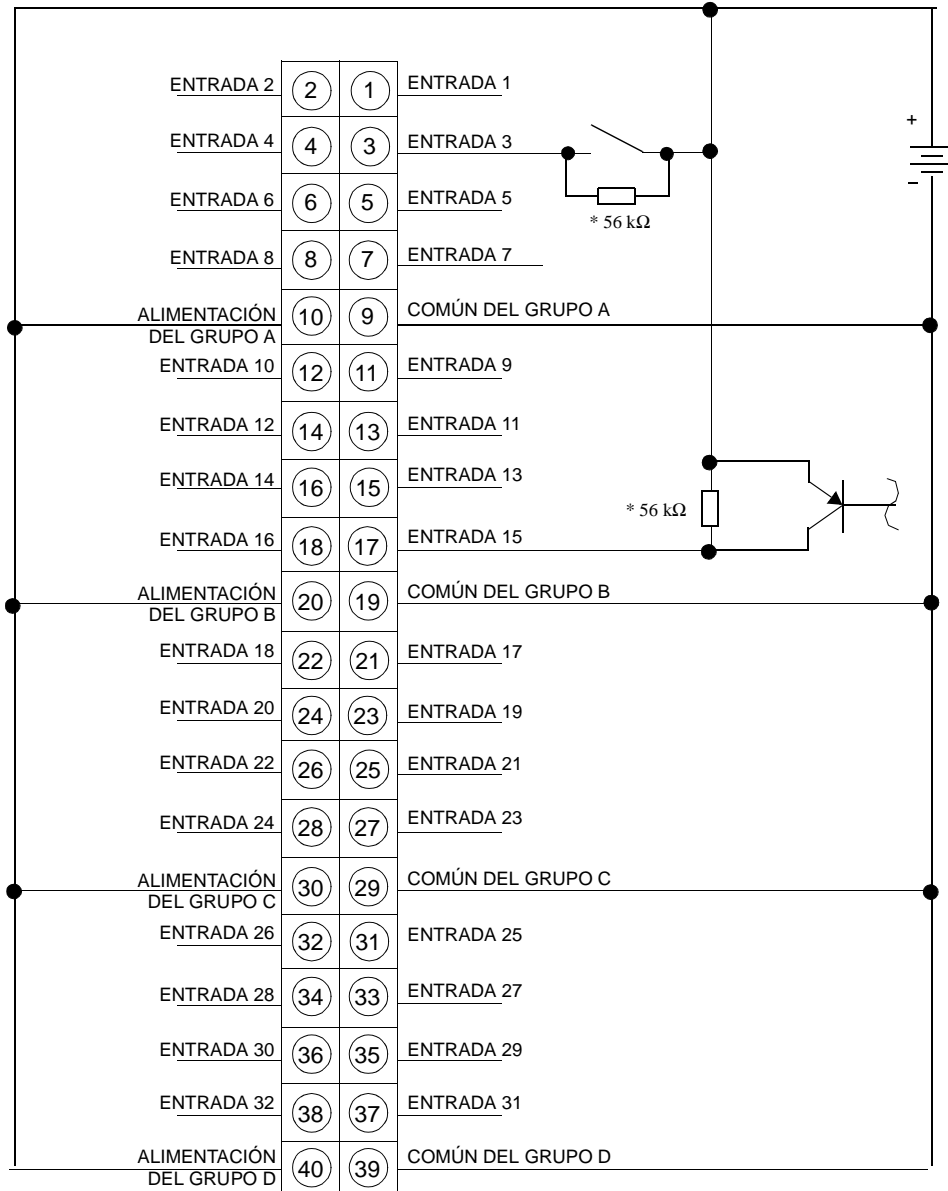 ENTRADA 2 2 1 ENTRADA 1
+
ENTRADA 4 4 3 ENTRADA 3
-
ENTRADA 6 6 5 ENTRADA 5
* 56 kΩ
ENTRADA 8 8 7 ENTRADA 7
ALIMENTACIÓN
DEL GRUPO A 10 9 COMÚN DEL GRUPO A
ENTRADA 10 12 11 ENTRADA 9
ENTRADA 12 14 13 ENTRADA 11
ENTRADA 14 16 15 ENTRADA 13
* 56 kΩ
ENTRADA 16 18 17 ENTRADA 15
ALIMENTACIÓN
DEL GRUPO B 20 19 COMÚN DEL GRUPO B
ENTRADA 18 22 21 ENTRADA 17
ENTRADA 20 24 23 ENTRADA 19
ENTRADA 22 26 25 ENTRADA 21
ENTRADA 24 28 27 ENTRADA 23
ALIMENTACIÓN
DEL GRUPO C 30 29 COMÚN DEL GRUPO C
ENTRADA 26 32 31 ENTRADA 25
ENTRADA 28 34 33 ENTRADA 27
ENTRADA 30 36 35 ENTRADA 29
ENTRADA 32 38 37 ENTRADA 31
ALIMENTACIÓN
DEL GRUPO D 40 39 COMÚN DEL GRUPO D